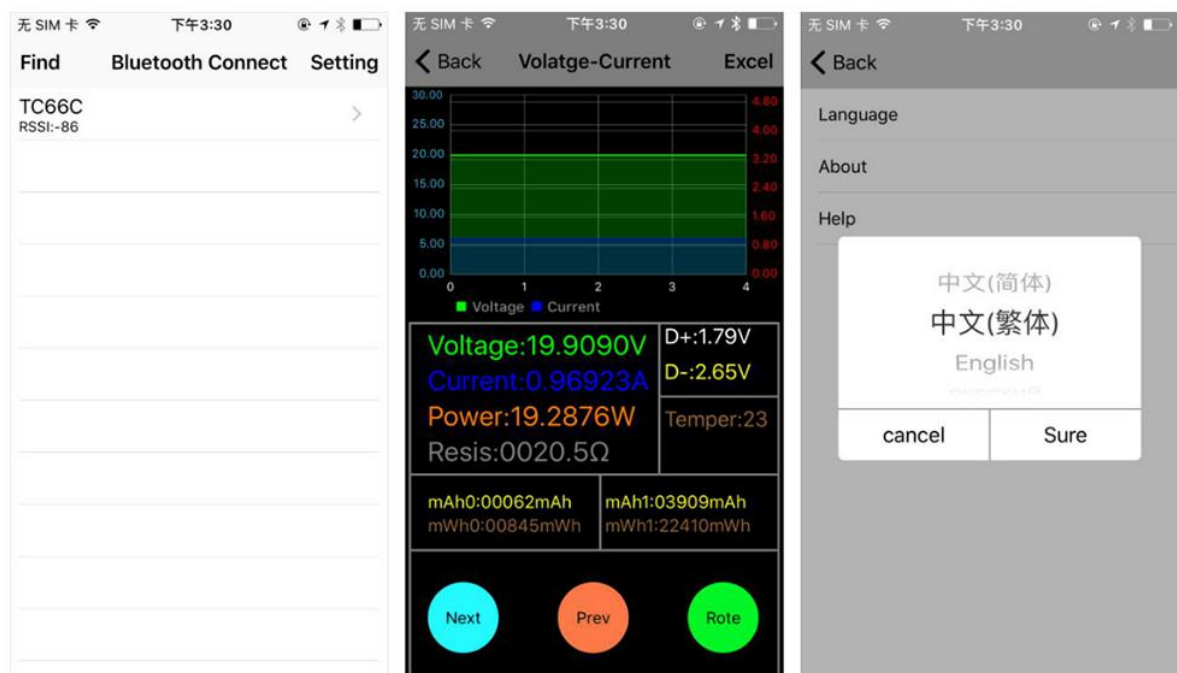 无 SIM 卡 下午3:30
Find Bluetooth Connect Setting
TC66C
RSSI:-86
无 SIM 卡 下午3:30
Back Volatge-Current Excel
30.00 4.80
25.00 4.00
20.00 3.20
15.00 2.40
10.00 1.60
5.00 0.80
0.00 0.00
0 1 2 3 4
Voltage Current
Voltage:19.9090V
Current:0.96923A
Power:19.2876W
Resis:0020.5Ω
D+:1.79V
D-:2.65V
Temper:23
mAh0:00062mAh
mWh0:00845mWh
mAh1:03909mAh
mWh1:22410mWh
Next Prev Rote
无 SIM 卡 下午3:30
Back
Language
About
Help
中文(简体)
中文(繁体)
English
cancel Sure